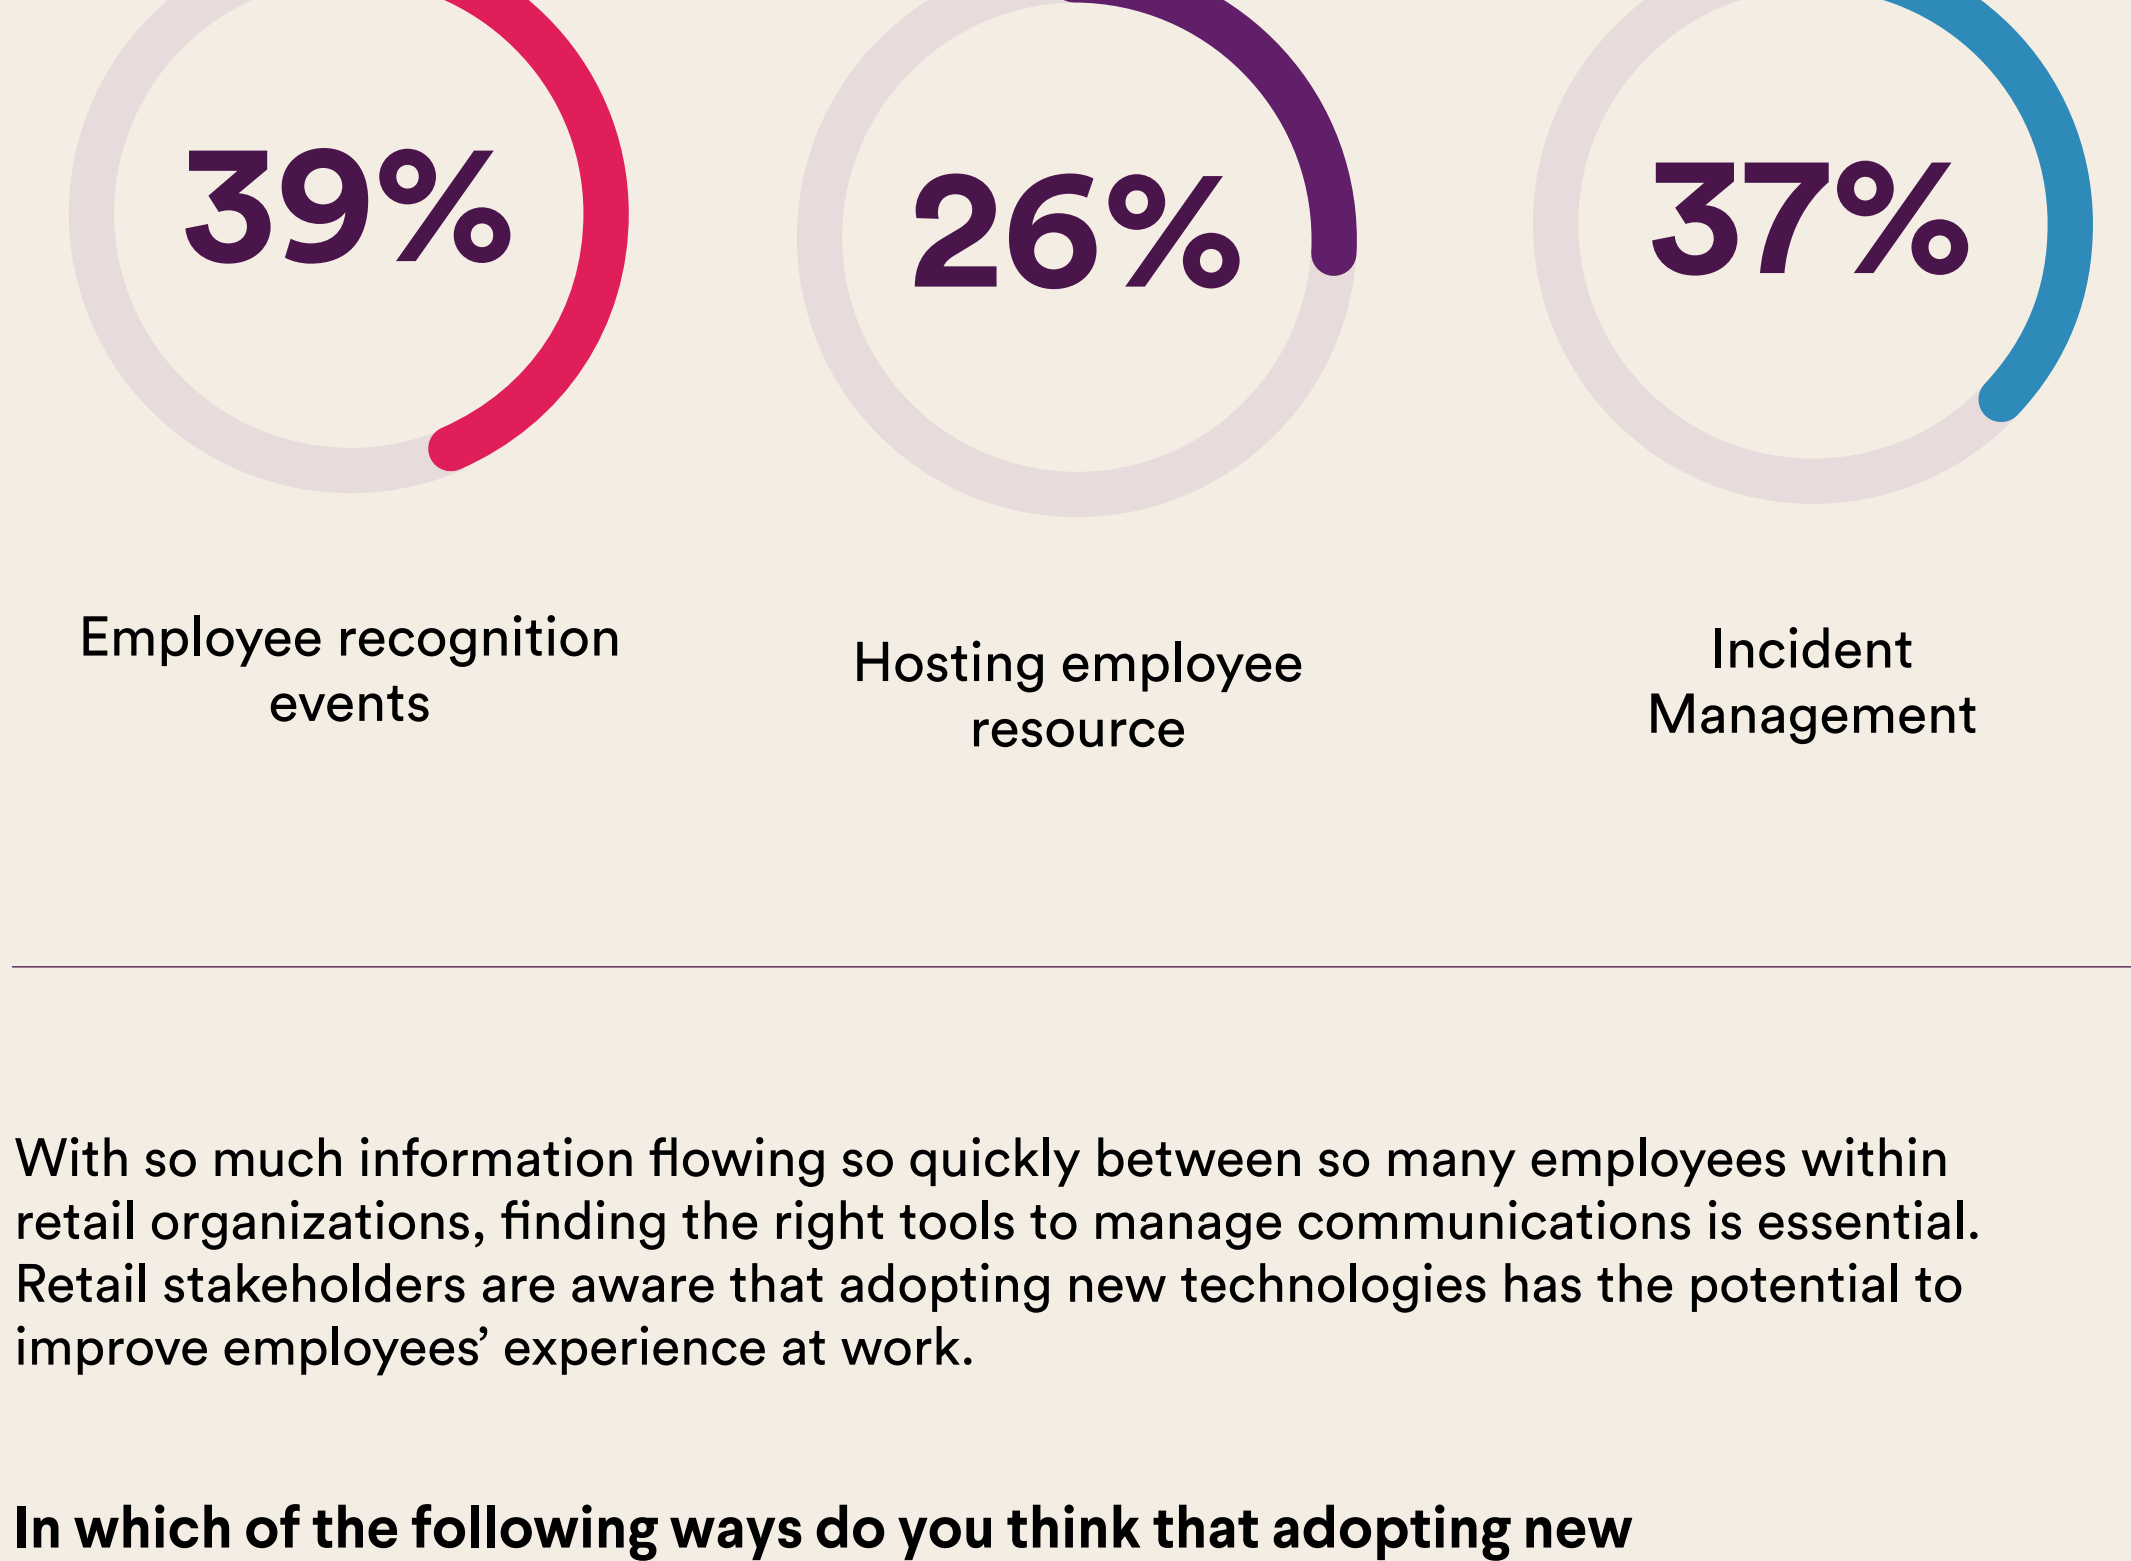 39%
26%
37%
Employee recognition
events
Hosting employee
resource
Incident
Management
With so much information flowing so quickly between so many employees within
retail organizations, finding the right tools to manage communications is essential.
Retail stakeholders are aware that adopting new technologies has the potential to
improve employees’ experience at work.
In which of the following ways do you think that adopting new